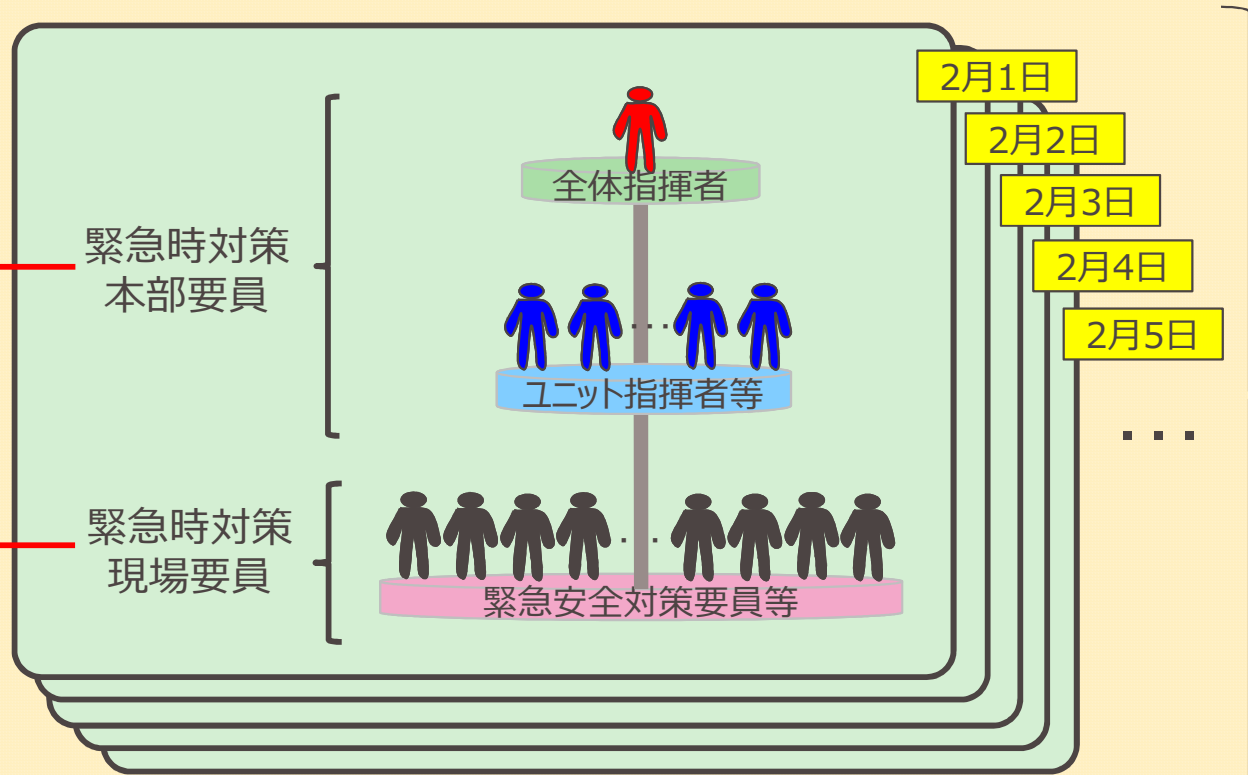 2月1日
2月2日
2月3日
2月4日
2月5日
・・・
全体指揮者
緊急時対策
本部要員
・・・
ユニット指揮者等
緊急時対策
現場要員
・・・
緊急安全対策要員等